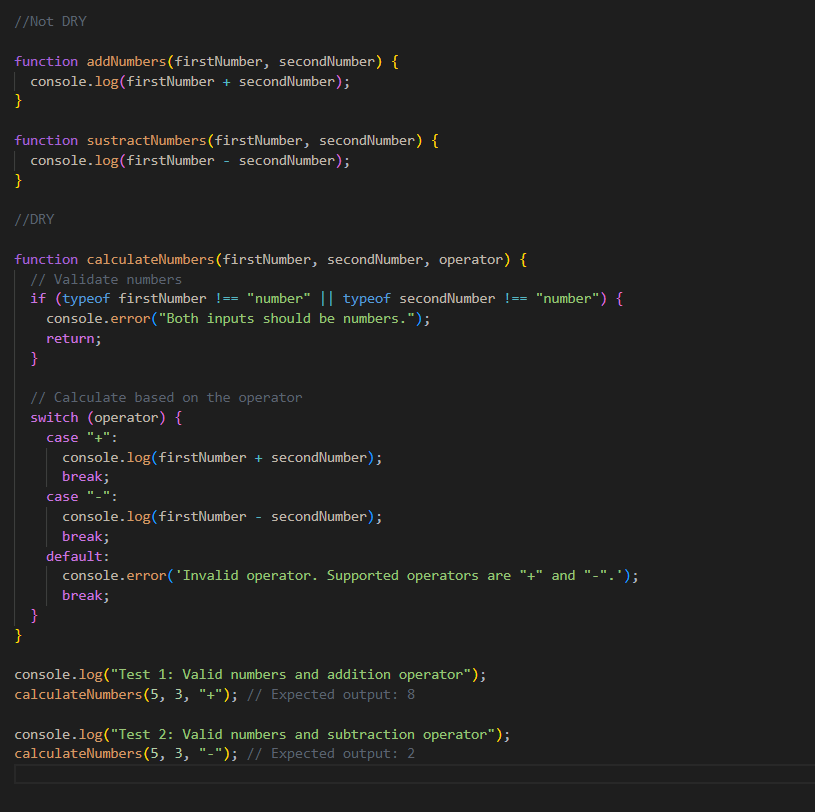 //Not DRY
function addNumbers(firstNumber, secondNumber) {
console.log(firstNumber + secondNumber);
}
function sustractNumbers(firstNumber, secondNumber) {
console.log(firstNumber - secondNumber);
}
//DRY
function calculateNumbers(firstNumber, secondNumber, operator) {
// Validate numbers
if (typeof firstNumber !== "number" || typeof secondNumber !== "number") {
console.error("Both inputs should be numbers.");
return;
}
// Calculate based on the operator
switch (operator) {
case "+":
console.log(firstNumber + secondNumber);
break;
case "-":
console.log(firstNumber - secondNumber);
break;
default:
console.error('Invalid operator. Supported operators are "+" and "-".');
break;
}
}
console.log("Test 1: Valid numbers and addition operator");
calculateNumbers(5, 3, "+"); // Expected output: 8
console.log("Test 2: Valid numbers and subtraction operator");
calculateNumbers(5, 3, "-"); // Expected output: 2